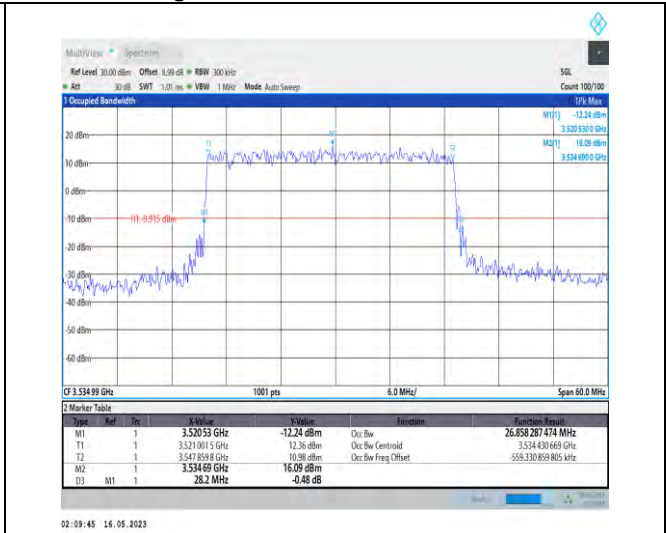 MultiView Spectrum
Ref Level 30.00 dBm Offset 8.99 dB RBW 300 kHz SGL
Att 30 dB SWT 1.01 ms VBW 1 MHz Mode Auto Sweep Count 100/100
1 Occupied Bandwidth 1Pk Max
M1[1] -12.24 dBm
3.520 530 0 GHz
M2[1] 16.09 dBm
3.534 690 0 GHz
20 dBm
10 dBm
0 dBm
-10 dBm
H1 -9.915 dBm
-20 dBm
-30 dBm
-40 dBm
-50 dBm
-60 dBm
CF 3.534 99 GHz 1001 pts 6.0 MHz/ Span 60.0 MHz
2 Marker Table
Type Ref Trc X-Value Y-Value Function Function Result
M1 1 3.520 53 GHz -12.24 dBm Occ Bw 26.858 287 474 MHz
T1 1 3.521 001 5 GHz 12.36 dBm Occ Bw Centroid 3.534 430 669 GHz
T2 1 3.547 859 8 GHz 10.98 dBm Occ Bw Freq Offset -559.330 859 805 kHz
M2 1 3.534 69 GHz 16.09 dBm
D3 M1 1 28.2 MHz -0.48 dB
02:09:45 16.05.2023